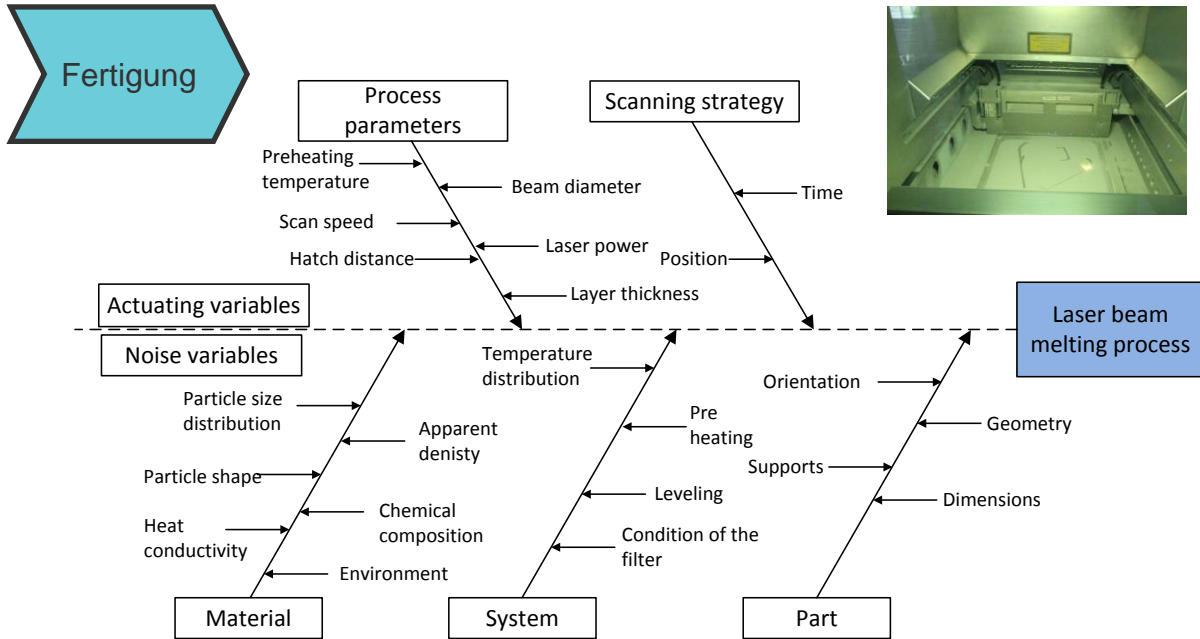 Fertigung
Process
parameters
Scanning strategy
Preheating
temperature
Beam diameter
Scan speed
Laser power
Hatch distance
Layer thickness
Time
Position
Actuating variables
Noise variables
Laser beam
melting process
Particle size
distribution
Apparent
denisty
Particle shape
Chemical
composition
Heat
conductivity
Environment
Material
Temperature
distribution
Pre
heating
Leveling
Condition of the
filter
System
Orientation
Geometry
Supports
Dimensions
Part